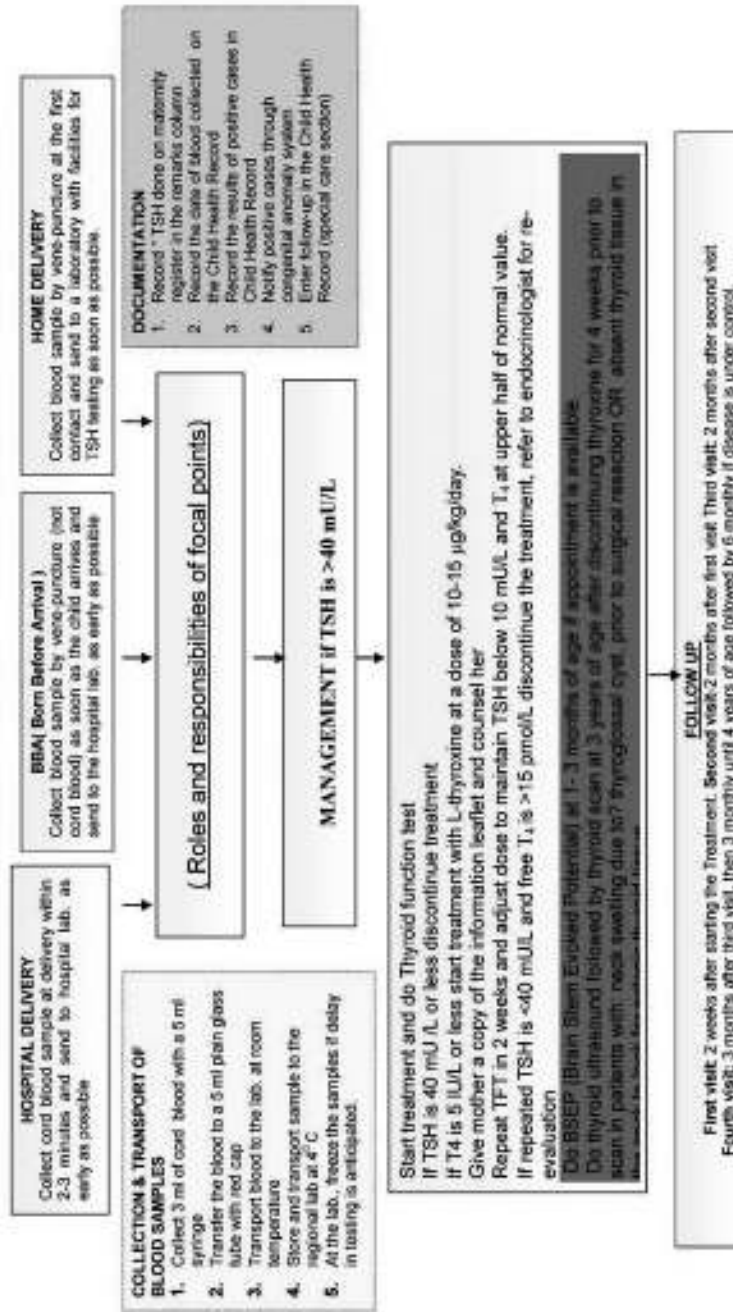 HOSPITAL DELIVERY
Collect cord blood sample at delivery within
2-3 minutes and send to hospital lab. as
early as possible
BBA( Born Before Arrival )
Collect blood sample by vene-puncture (not
cord blood) as soon as the child arrives and
send to the hospital lab. as early as possible
HOME DELIVERY
Collect blood sample by vene-puncture at the first
contact and send to a laboratory with facilities for
TSH testing as soon as possible.
COLLECTION & TRANSPORT OF
BLOOD SAMPLES
1. Collect 3 ml of cord blood with a 5 ml
syringe
2. Transfer the blood to a 5 ml plain glass
tube with red cap
3. Transport blood to the lab. at room
temperature
4. Store and transport sample to the
regional lab at 4° C
5. At the lab, freeze the samples if delay
in testing is anticipated.
( Roles and responsibilities of focal points)
MANAGEMENT if TSH is >40 mU/L
DOCUMENTATION
1. Record " TSH done on maternity
register in the remarks column
2. Record the date of blood collected on
the Child Health Record
3. Record the results of positive cases in
Child Health Record
4. Notify positive cases through
congenital anomaly system
5. Enter follow-up in the Child Health
Record (special care section)
Start treatment and do Thyroid function test
If TSH is 40 mU /L or less discontinue treatment
If T4 is 5 IU/L or less start treatment with L-thyroxine at a dose of 10-15 µg/kg/day.
Give mother a copy of the information leaflet and counsel her
Repeat TFT in 2 weeks and adjust dose to maintain TSH below 10 mU/L and T₄ at upper half of normal value.
If repeated TSH is <40 mU/L and free T₄ is >15 pmol/L discontinue the treatment, refer to endocrinologist for re-
evaluation
Do BSEP (Brain Stem Evoked Potential) at 1- 3 months of age if appointment is available
Do thyroid ultrasound followed by thyroid scan at 3 years of age after discontinuing thyroxine for 4 weeks prior to
scan in patients with neck swelling due to? thyroglossal cyst, prior to surgical resection OR absent thyroid tissue in
FOLLOW UP
First visit: 2 weeks after starting the Treatment. Second visit-2 months after first visit Third visit: 2 months after second visit
Fourth visit: 3 months after third visit, then 3 monthly until 4 years of age followed by 6 monthly if disease is under control.